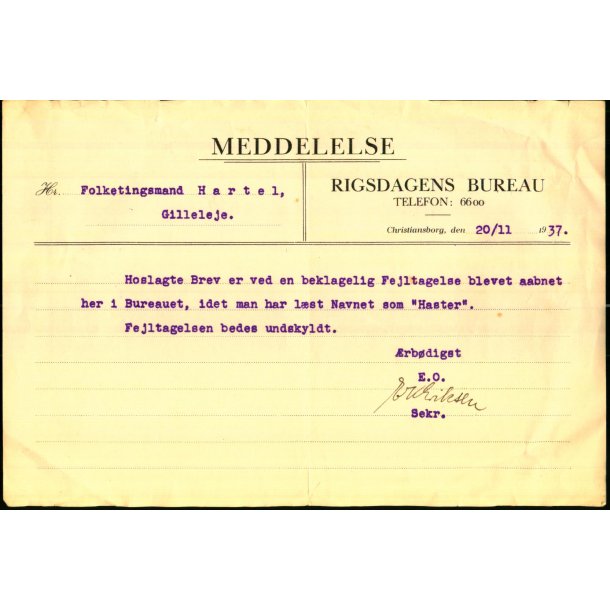 MEDDELELSE
Hr. Folketingsmand H a r t e l,
Gilleleje.
RIGSDAGENS BUREAU
TELEFON: 6600
Christiansborg, den 20/11 1937.
Hoslagte Brev er ved en beklagelig Fejltagelse blevet aabnet
her i Bureauet, idet man har læst Navnet som "Haster".
Fejltagelsen bedes undskyldt.
Ærbødigst
E.O.
Eriksen
Sekr.